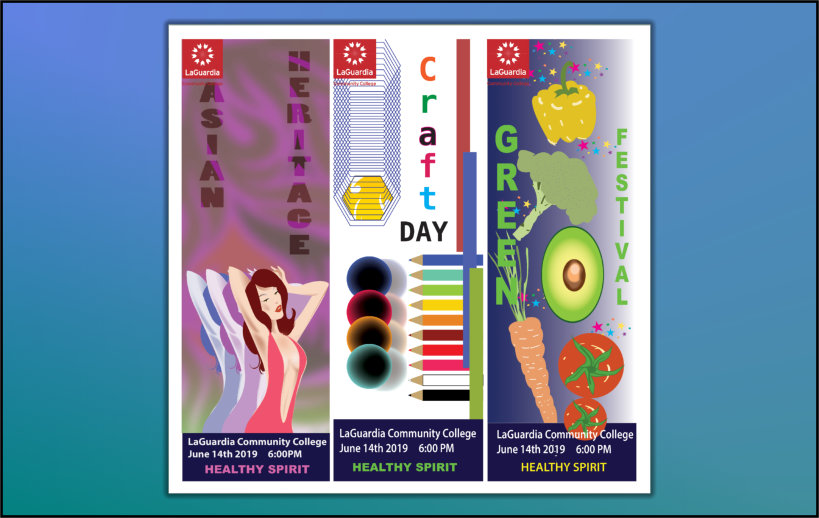 LaGuardia
Community College
ASIAN
HERITAGE
LaGuardia Community College
June 14th 2019 6:00PM
HEALTHY SPIRIT
LaGuardia
Community College
Craft
DAY
LaGuardia Community College
June 14th 2019 6:00 PM
HEALTHY SPIRIT
LaGuardia
Community College
GREEN
FESTIVAL
LaGuardia Community College
June 14th 2019 6:00 PM
HEALTHY SPIRIT